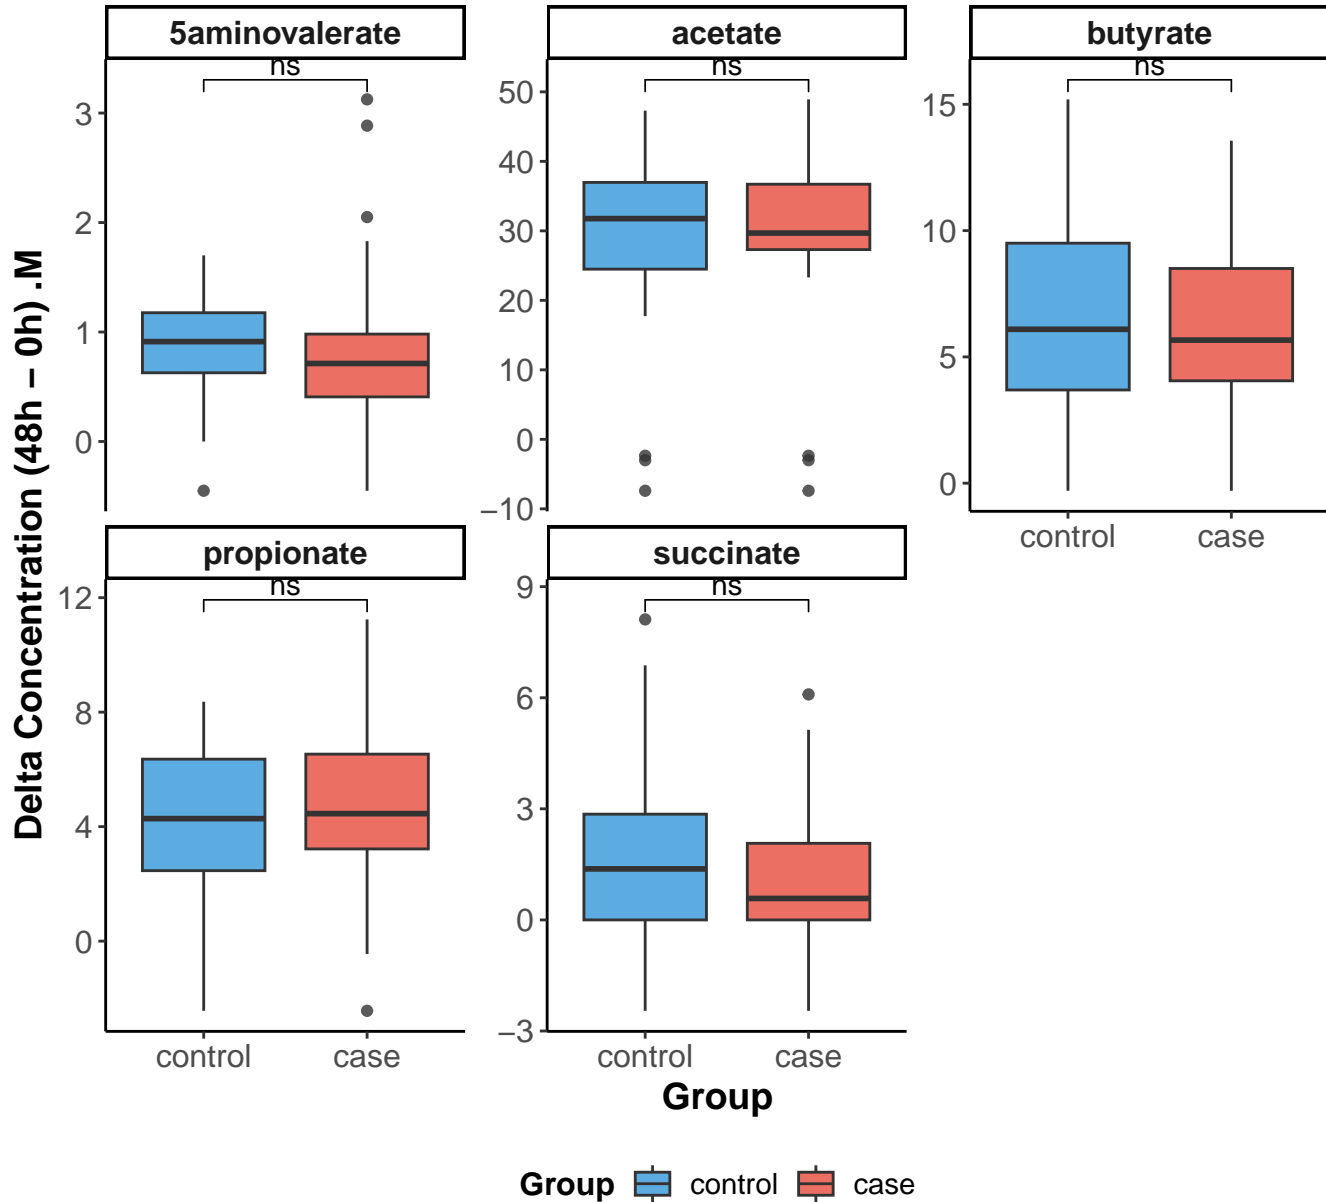 5aminovalerate
acetate
butyrate
ns
ns
ns
3
2
1
0
50
40
30
20
10
0
−10
15
10
5
0
control
case
propionate
succinate
ns
ns
12
8
4
0
9
6
3
0
−3
control
case
control
case
Delta Concentration (48h − 0h) .M
Group
Group control case